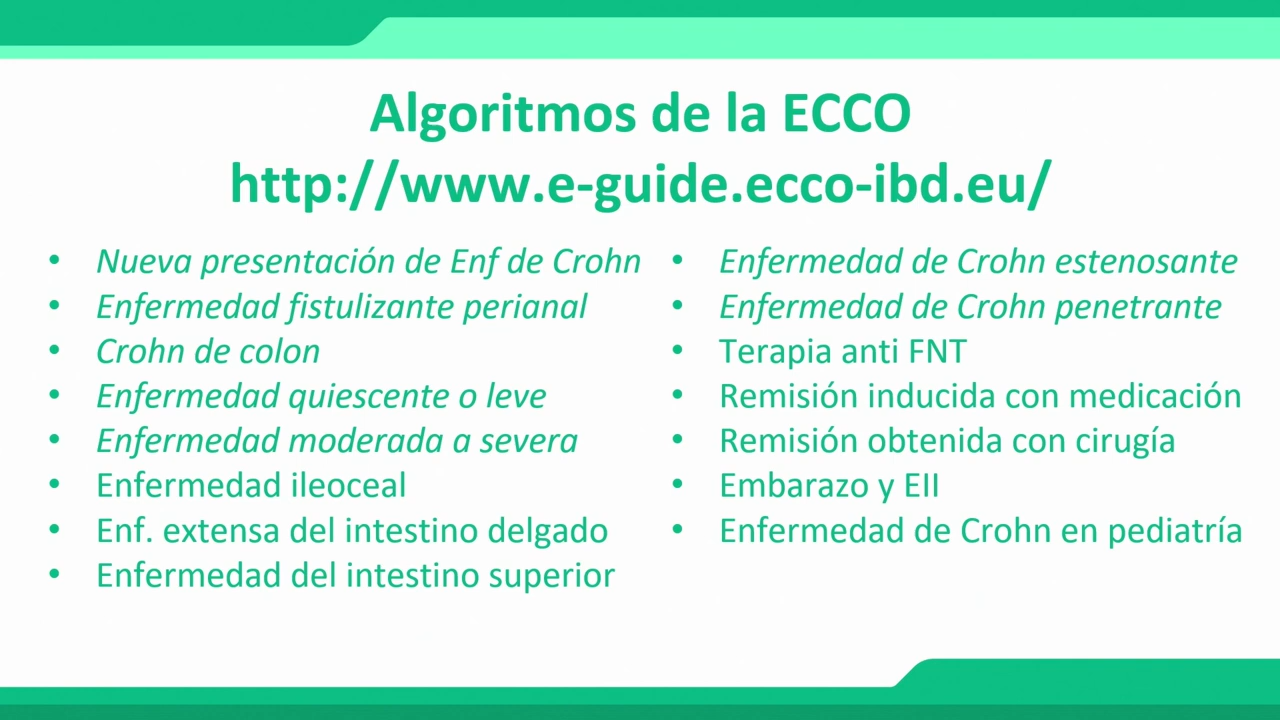 Algoritmos de la ECCO
http://www.e-guide.ecco-ibd.eu/
• Nueva presentación de Enf de Crohn
• Enfermedad fistulizante perianal
• Crohn de colon
• Enfermedad quiescente o leve
• Enfermedad moderada a severa
• Enfermedad ileoceal
• Enf. extensa del intestino delgado
• Enfermedad del intestino superior
• Enfermedad de Crohn estenosante
• Enfermedad de Crohn penetrante
• Terapia anti FNT
• Remisión inducida con medicación
• Remisión obtenida con cirugía
• Embarazo y EII
• Enfermedad de Crohn en pediatría